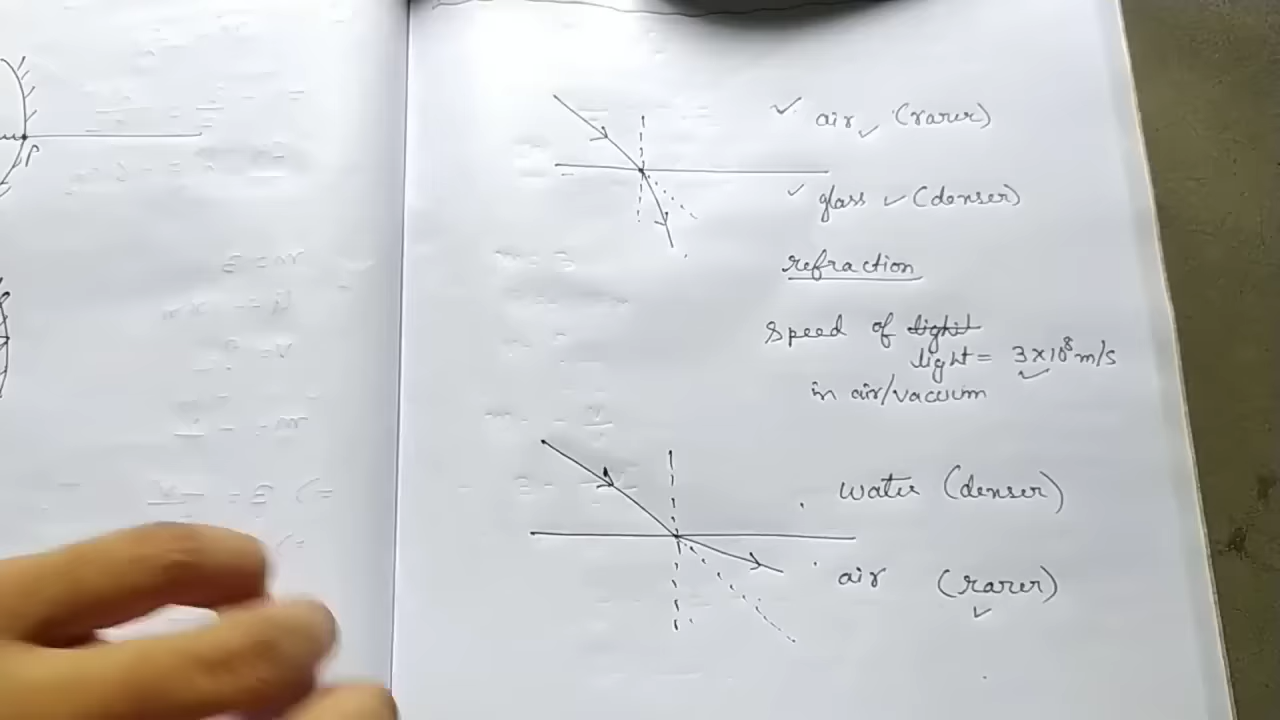 P
air (rarer)
glass (denser)
refraction
speed of light
light = 3×10⁸ m/s
in air/vacuum
water (denser)
air (rarer)